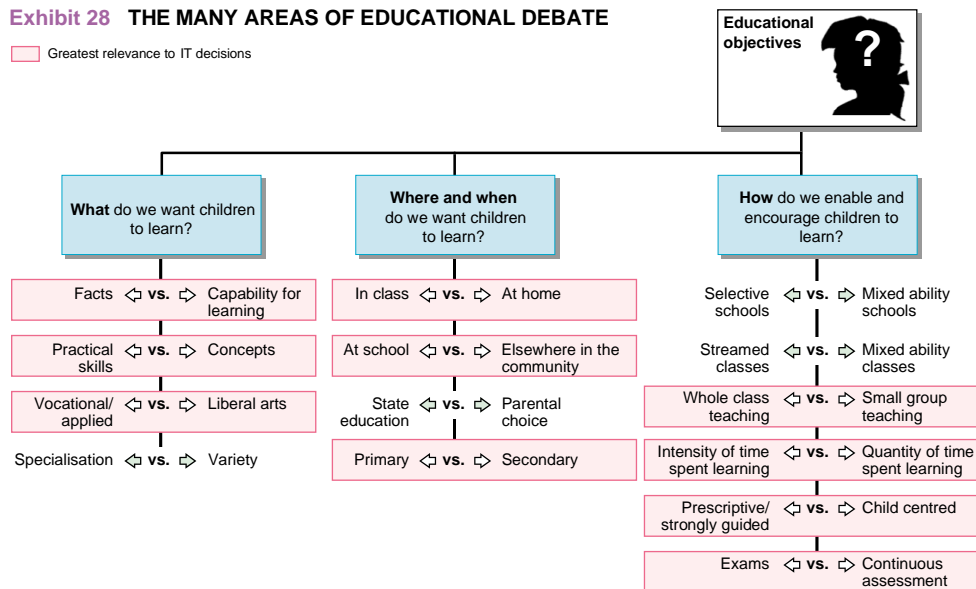 Exhibit 28 THE MANY AREAS OF EDUCATIONAL DEBATE
Greatest relevance to IT decisions
Educational
objectives
?
What do we want children
to learn?
Facts vs. Capability for
learning
Practical vs. Concepts
skills
Vocational/ vs. Liberal arts
applied
Specialisation vs. Variety
Where and when
do we want children
to learn?
In class vs. At home
At school vs. Elsewhere in the
community
State vs. Parental
education choice
Primary vs. Secondary
How do we enable and
encourage children to
learn?
Selective vs. Mixed ability
schools schools
Streamed vs. Mixed ability
classes classes
Whole class vs. Small group
teaching teaching
Intensity of time vs. Quantity of time
spent learning spent learning
Prescriptive/ vs. Child centred
strongly guided
Exams vs. Continuous
assessment